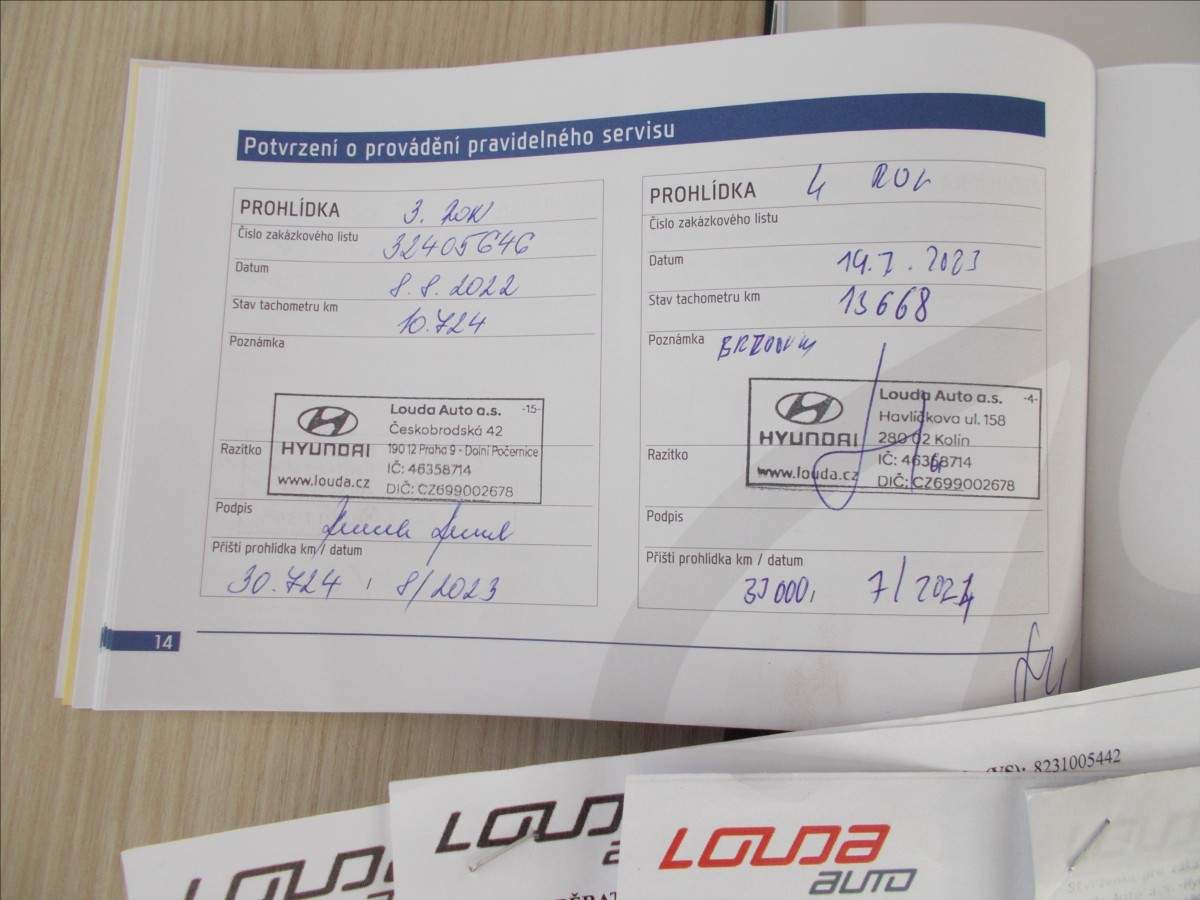 Potvrzení o provádění pravidelného servisu
PROHLÍDKA 3. ROK
Číslo zakázkového listu 32405646
Datum 8.8.2022
Stav tachometru km 10.724
Poznámka
HYUNDAI
www.louda.cz
Louda Auto a.s. -15-
Českobrodská 42
190 12 Praha 9 - Dolní Počernice
IČ: 46358714
DIČ: CZ699002678
Razítko
Podpis
Příští prohlídka km / datum
30.724 , 8/2023
PROHLÍDKA 4 ROK
Číslo zakázkového listu
Datum 19.7.2023
Stav tachometru km 13668
Poznámka
HYUNDAI
www.louda.cz
Louda Auto a.s. -4-
Havlíčkova ul. 158
280 02 Kolín
IČ: 46358714
DIČ: CZ699002678
Razítko
Podpis
Příští prohlídka km / datum
7/2024
14
(VS): 8231005442
LOUDA
AUTO